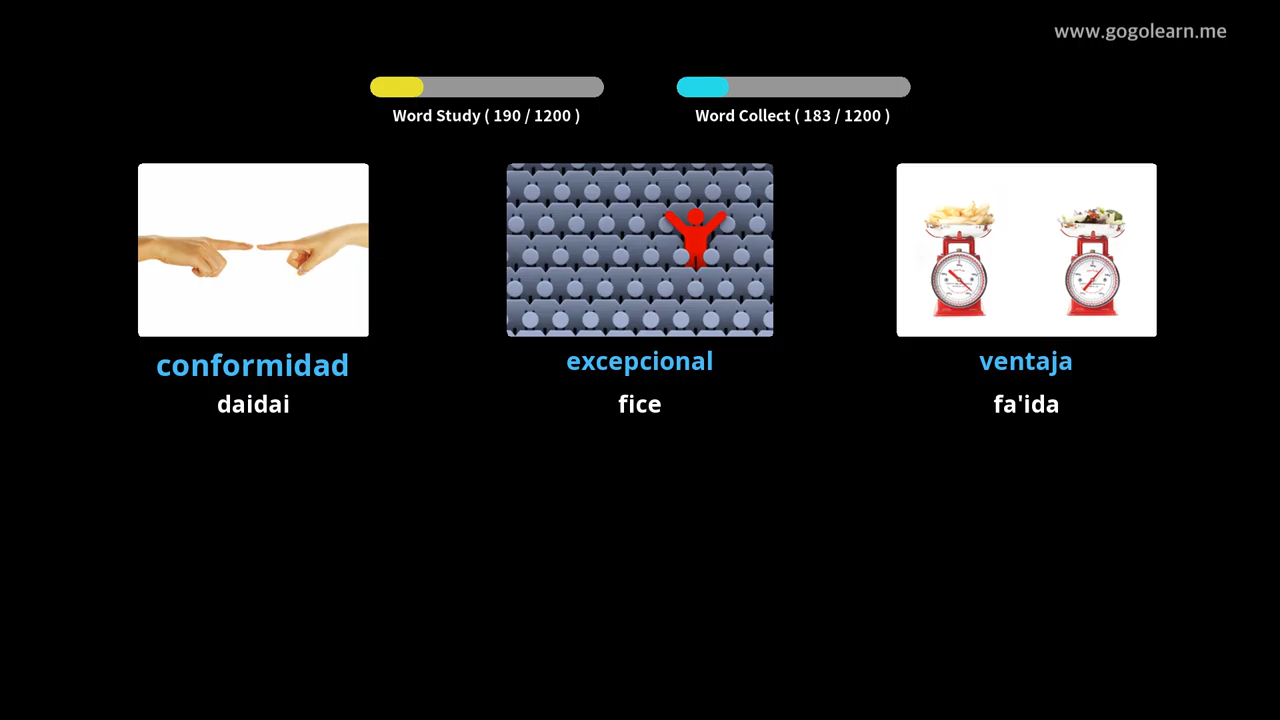 www.gogolearn.me
Word Study ( 190 / 1200 )
Word Collect ( 183 / 1200 )
conformidad
daidai
excepcional
fice
ventaja
fa'ida